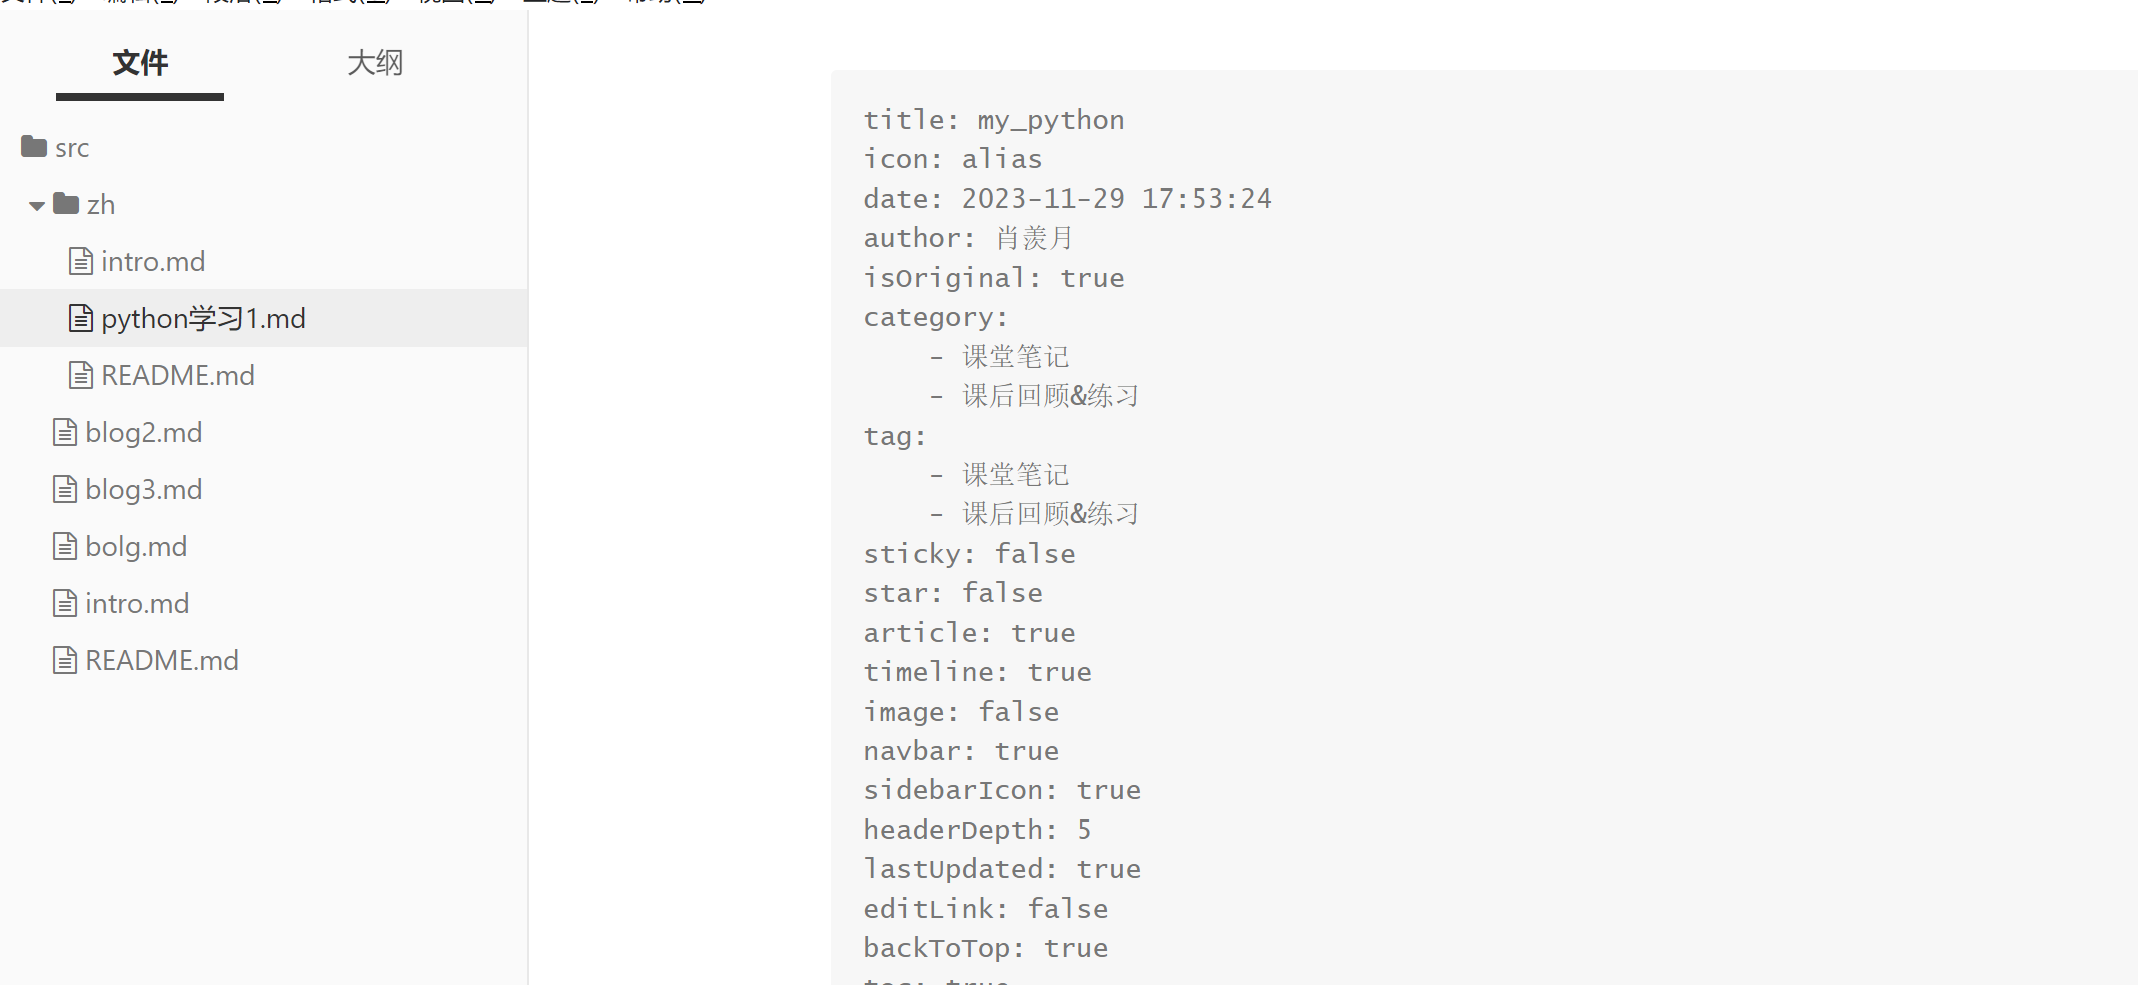 文件 大纲
src
zh
intro.md
python学习1.md
README.md
blog2.md
blog3.md
bolg.md
intro.md
README.md
title: my_python
icon: alias
date: 2023-11-29 17:53:24
author: 肖羡月
isOriginal: true
category:
- 课堂笔记
- 课后回顾&练习
tag:
- 课堂笔记
- 课后回顾&练习
sticky: false
star: false
article: true
timeline: true
image: false
navbar: true
sidebarIcon: true
headerDepth: 5
lastUpdated: true
editLink: false
backToTop: true